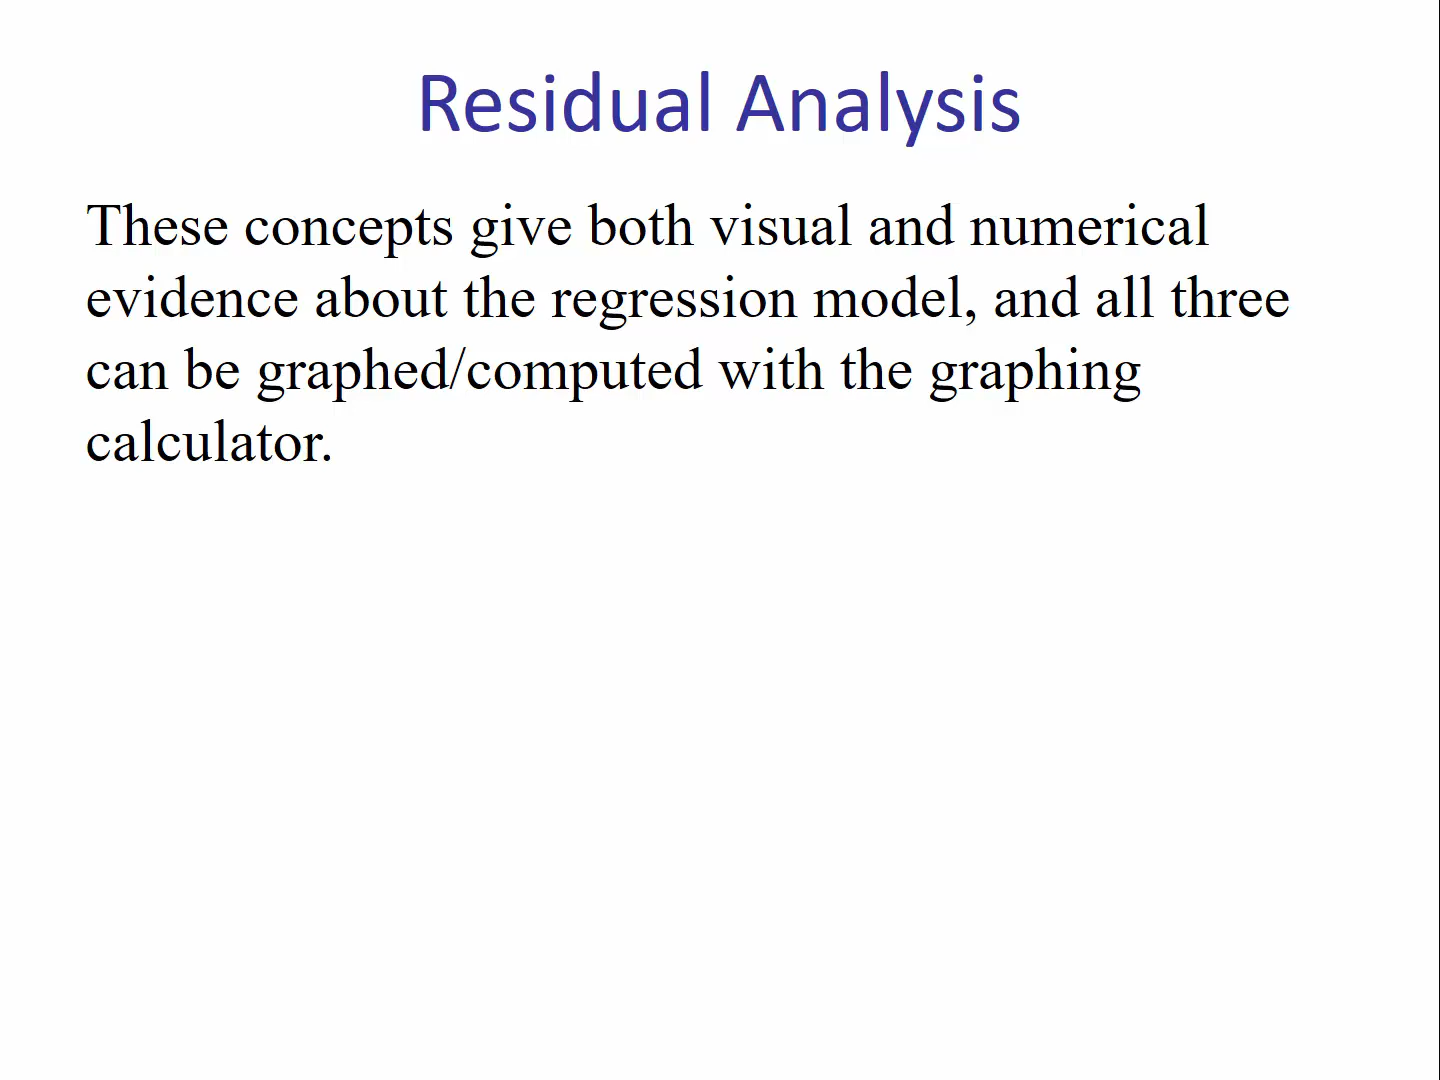 Residual Analysis
These concepts give both visual and numerical
evidence about the regression model, and all three
can be graphed/computed with the graphing
calculator.